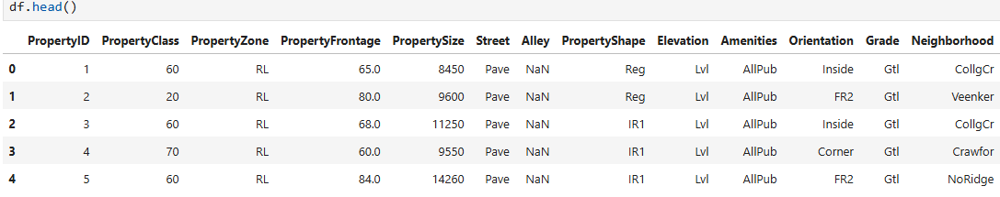 df.head()
PropertyID PropertyClass PropertyZone PropertyFrontage PropertySize Street Alley PropertyShape Elevation Amenities Orientation Grade Neighborhood
0 1 60 RL 65.0 8450 Pave NaN Reg Lvl AllPub Inside Gtl CollgCr
1 2 20 RL 80.0 9600 Pave NaN Reg Lvl AllPub FR2 Gtl Veenker
2 3 60 RL 68.0 11250 Pave NaN IR1 Lvl AllPub Inside Gtl CollgCr
3 4 70 RL 60.0 9550 Pave NaN IR1 Lvl AllPub Corner Gtl Crawfor
4 5 60 RL 84.0 14260 Pave NaN IR1 Lvl AllPub FR2 Gtl NoRidge